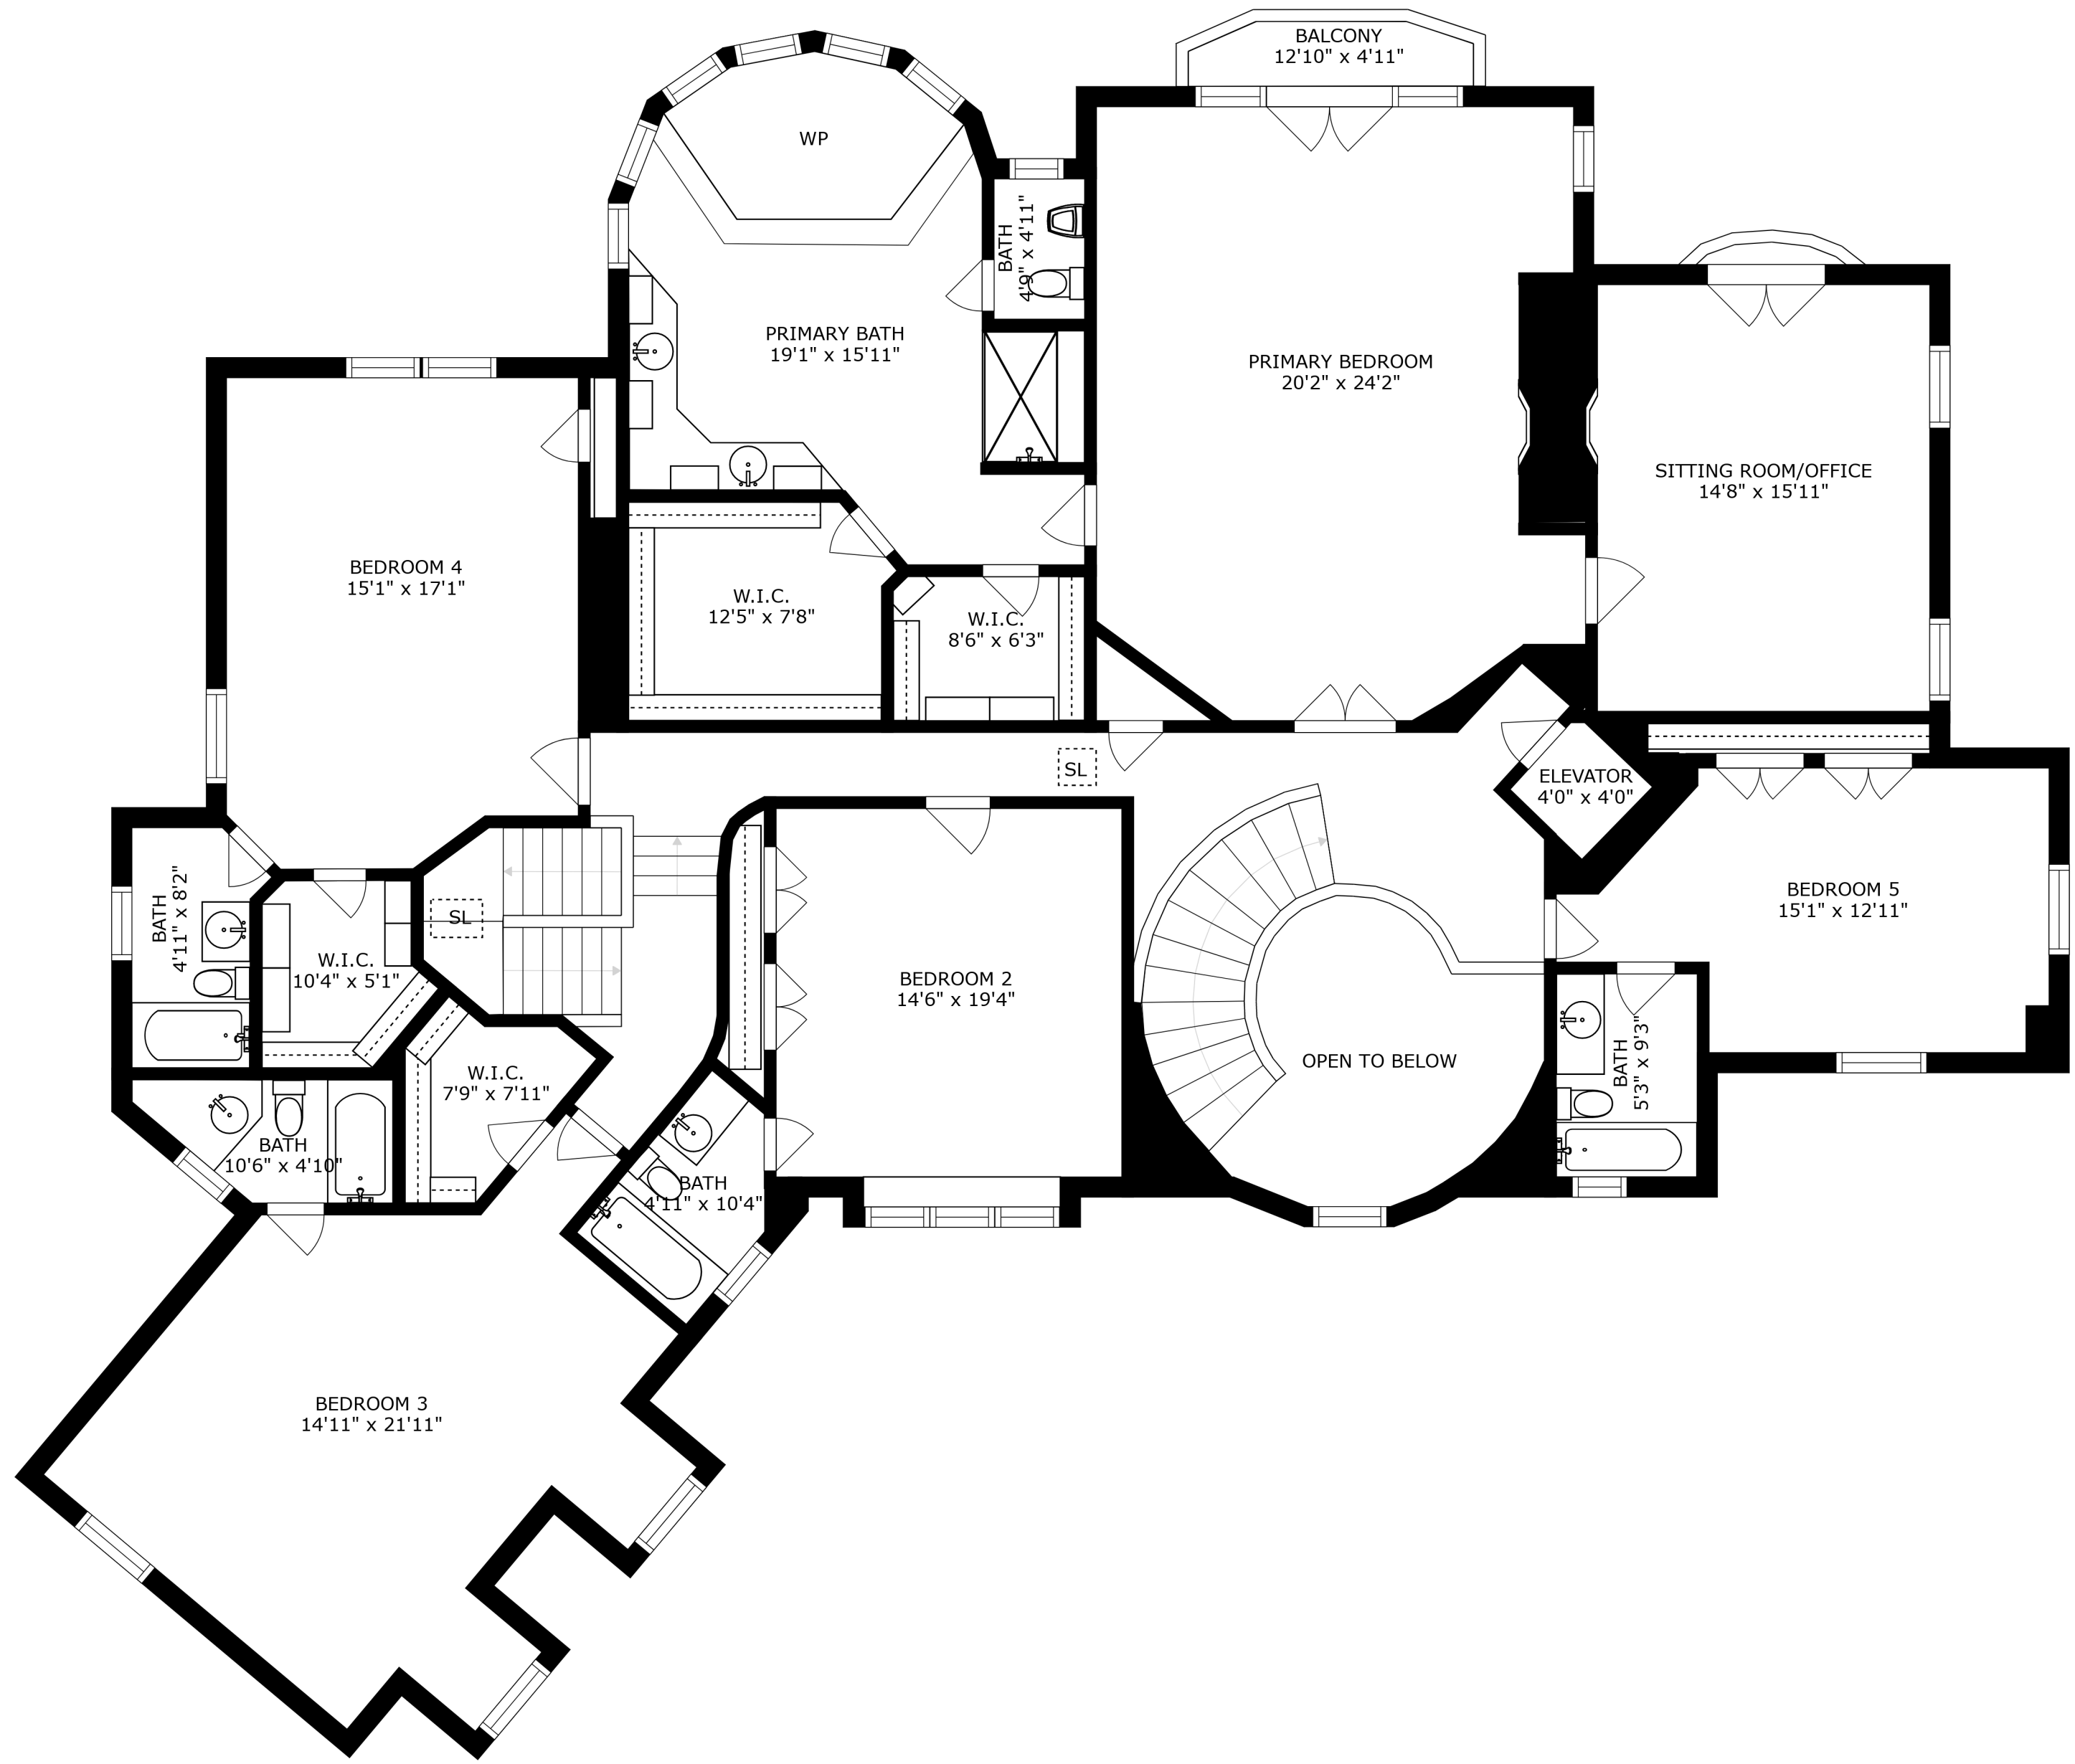 BALCONY
12'10" x 4'11"
WP
BATH
4'9" x 4'11"
PRIMARY BATH
19'1" x 15'11"
PRIMARY BEDROOM
20'2" x 24'2"
SITTING ROOM/OFFICE
14'8" x 15'11"
BEDROOM 4
15'1" x 17'1"
W.I.C.
12'5" x 7'8"
W.I.C.
8'6" x 6'3"
SL
ELEVATOR
4'0" x 4'0"
BATH
4'11" x 8'2"
SL
W.I.C.
10'4" x 5'1"
BEDROOM 2
14'6" x 19'4"
BEDROOM 5
15'1" x 12'11"
OPEN TO BELOW
BATH
5'3" x 9'3"
W.I.C.
7'9" x 7'11"
BATH
10'6" x 4'10"
BATH
4'11" x 10'4"
BEDROOM 3
14'11" x 21'11"